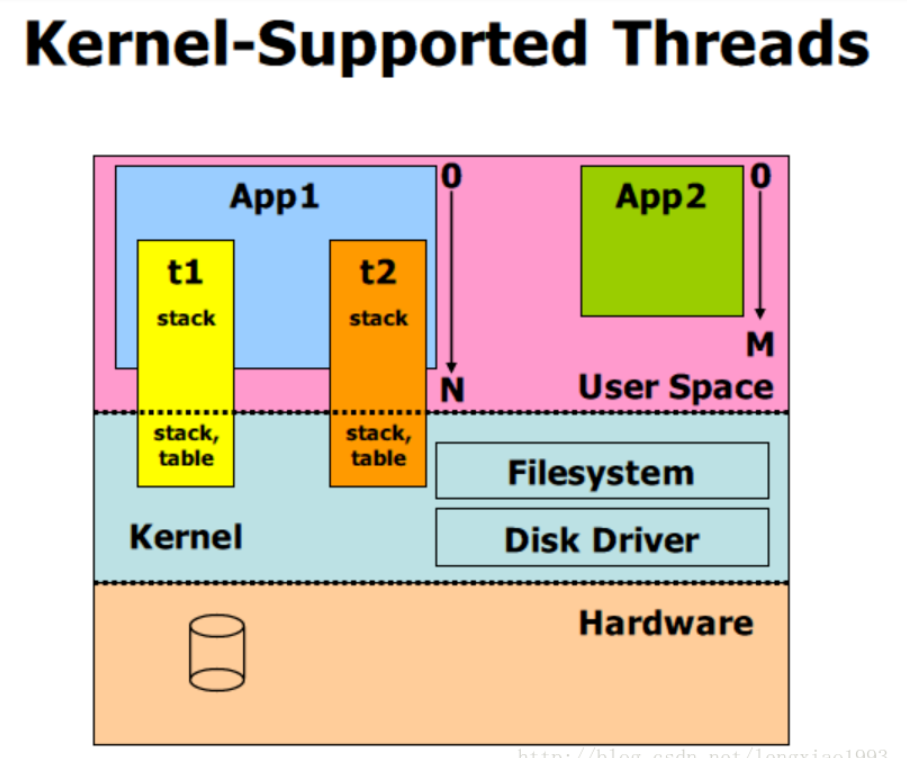 Kernel-Supported Threads
App1
0
App2
0
t1
t2
stack
stack
M
N
User Space
stack,
table
stack,
table
Filesystem
Kernel
Disk Driver
Hardware
http://blog.csdn.net/longxiao1993